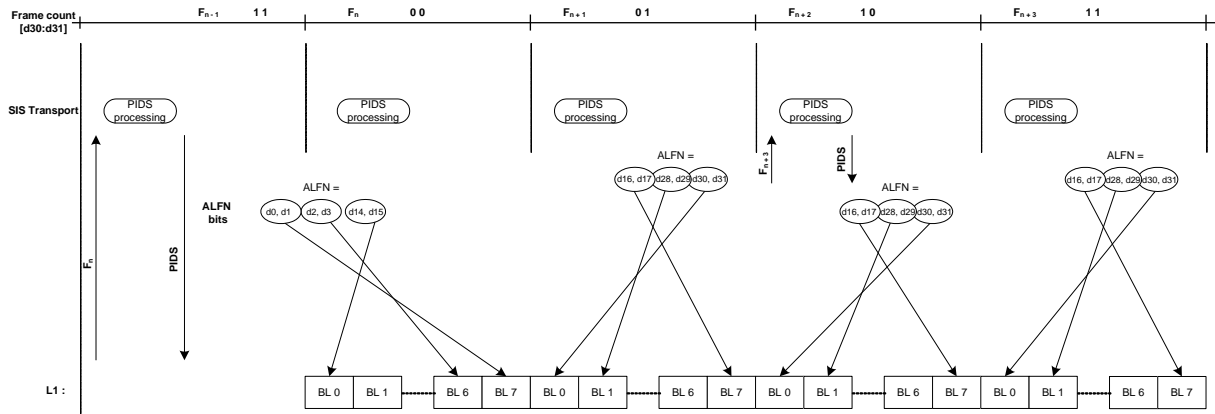 Frame count
[d30:d31]
Fn-1 1 1
Fn 0 0
Fn+1 0 1
Fn+2 1 0
Fn+3 1 1
SIS Transport
PIDS
processing
PIDS
processing
PIDS
processing
PIDS
processing
PIDS
processing
Fn
PIDS
ALFN
bits
ALFN =
d0, d1
d2, d3
d14, d15
ALFN =
d16, d17
d28, d29
d30, d31
Fn+3
PIDS
ALFN =
d16, d17
d28, d29
d30, d31
ALFN =
d16, d17
d28, d29
d30, d31
L1 :
BL 0 BL 1 BL 6 BL 7 BL 0 BL 1 BL 6 BL 7 BL 0 BL 1 BL 6 BL 7 BL 0 BL 1 BL 6 BL 7